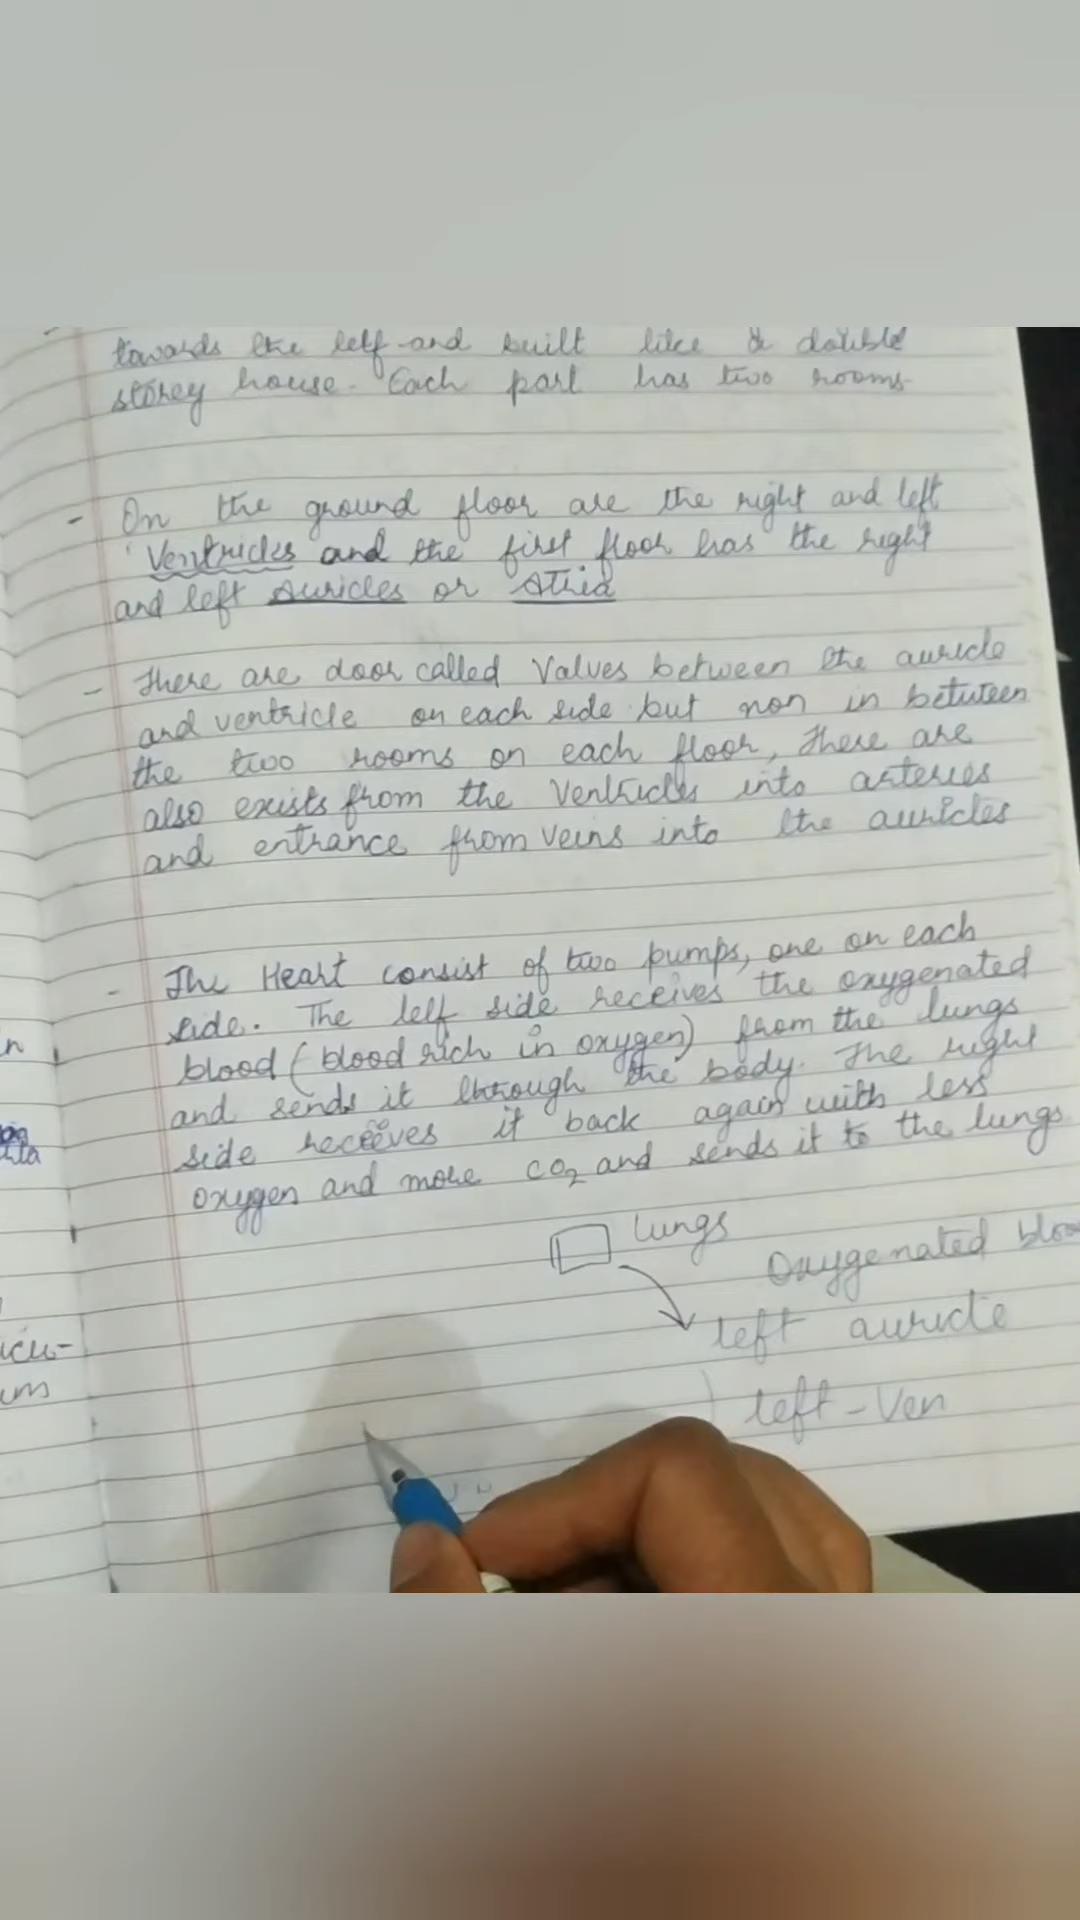 towards the left and built like a double
storey house. Each part has two rooms
- On the ground floor are the right and left
Ventricles and the first floor has the right
and left auricles or atria
- There are door called Valves between the auricle
and ventricle on each side but non in between
the two rooms on each floor, There are
also exists from the Ventricles into arteries
and entrance from veins into the auricles
- The Heart consist of two pumps, one on each
side. The left side receives the oxygenated
blood (blood rich in oxygen) from the lungs
and sends it through the body. The right
side receives it back again with less
oxygen and more CO2 and sends it to the lungs
lungs
Oxygenated bloo
left auricle
left - Ven
n
icu-
ms